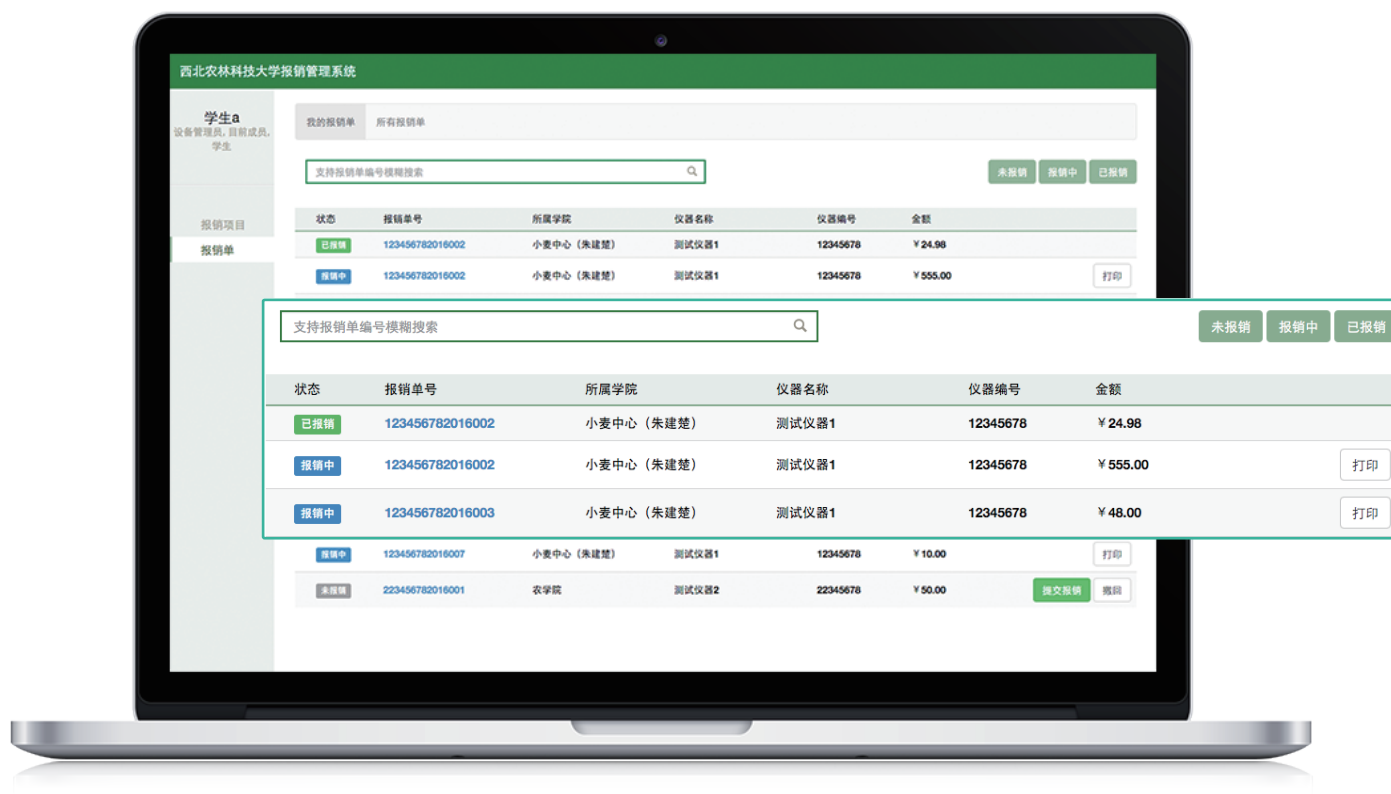 西北农林科技大学报销管理系统
学生a
设备管理员, 目前成员,
学生
报销项目
报销单
我的报销单 所有报销单
支持报销单编号模糊搜索 未报销 报销中 已报销
状态 报销单号 所属学院 仪器名称 仪器编号 金额
已报销 123456782016002 小麦中心（朱建楚） 测试仪器1 12345678 ￥24.98
报销中 123456782016002 小麦中心（朱建楚） 测试仪器1 12345678 ￥555.00 打印
支持报销单编号模糊搜索 未报销 报销中 已报销
状态 报销单号 所属学院 仪器名称 仪器编号 金额
已报销 123456782016002 小麦中心（朱建楚） 测试仪器1 12345678 ￥24.98
报销中 123456782016002 小麦中心（朱建楚） 测试仪器1 12345678 ￥555.00 打印
报销中 123456782016003 小麦中心（朱建楚） 测试仪器1 12345678 ￥48.00 打印
报销中 123456782016007 小麦中心（朱建楚） 测试仪器1 12345678 ￥10.00 打印
未报销 223456782016001 农学院 测试仪器2 22345678 ￥50.00 提交报销 撤回